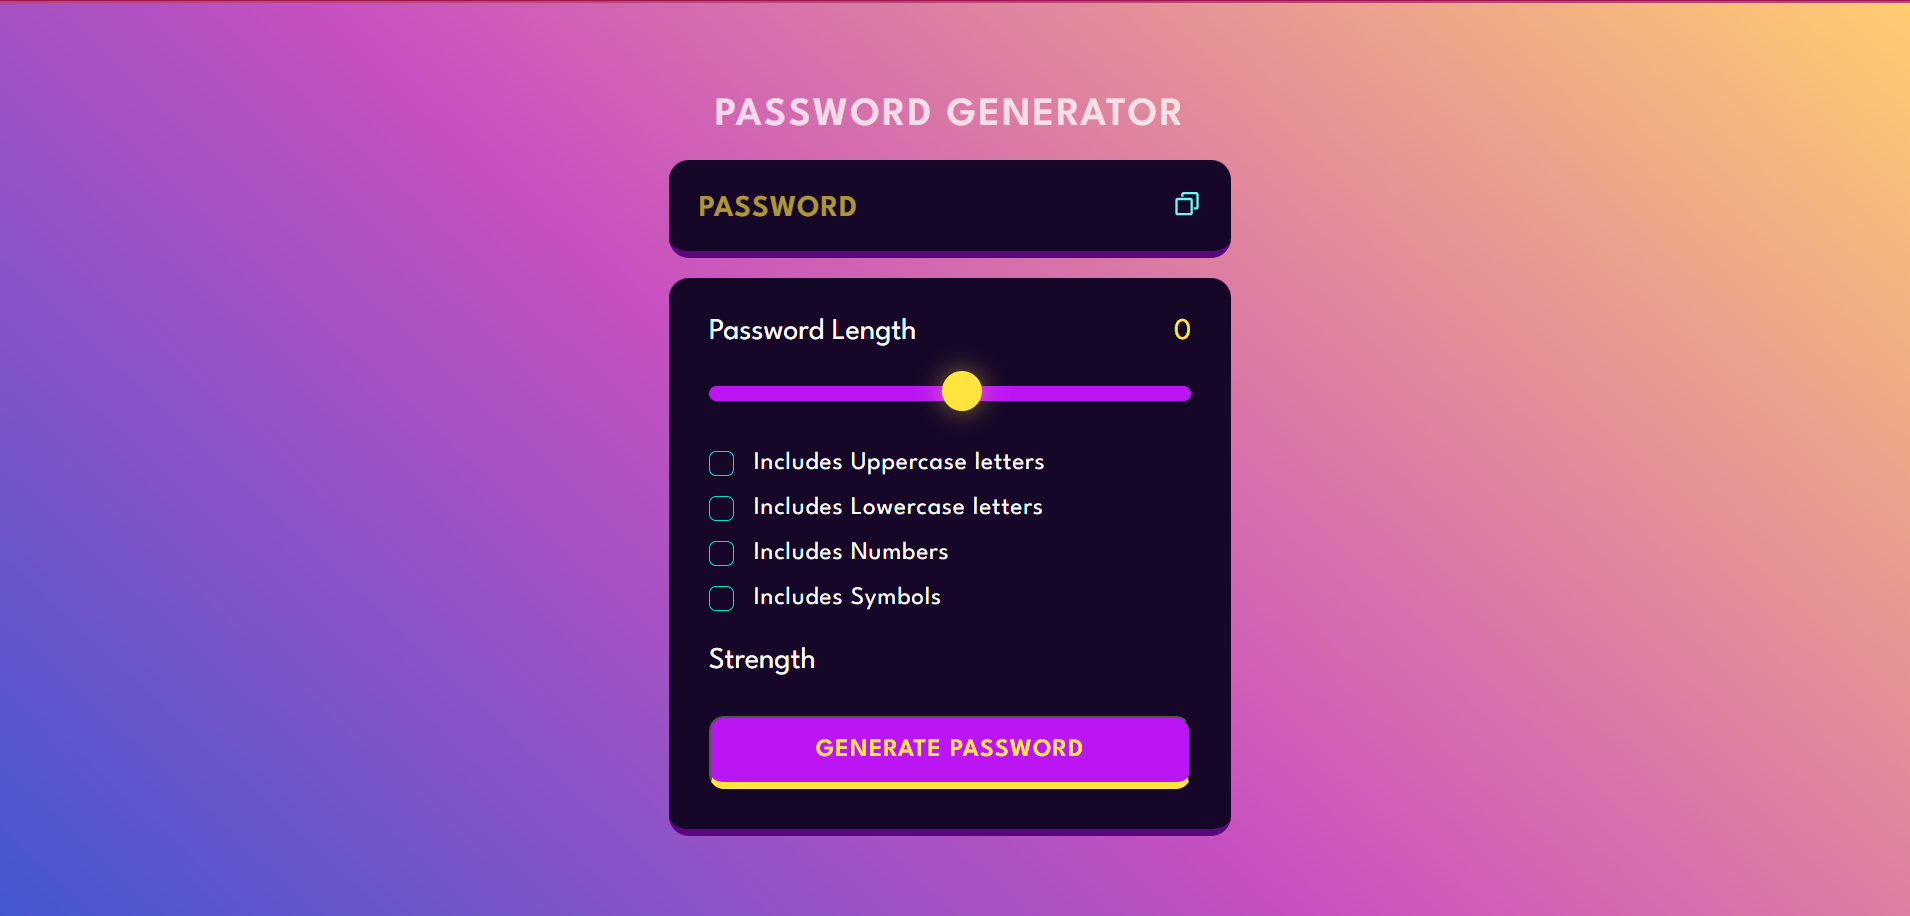 PASSWORD GENERATOR
PASSWORD
Password Length 0
Includes Uppercase letters
Includes Lowercase letters
Includes Numbers
Includes Symbols
Strength
GENERATE PASSWORD